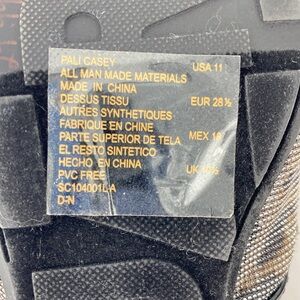 PALI CASEY USA 11
ALL MAN MADE MATERIALS
MADE IN CHINA
DESSUS TISSU EUR 28½
AUTRES SYNTHETIQUES
FABRIQUE EN CHINE
PARTE SUPERIOR DE TELA MEX
EL RESTO SINTETICO
HECHO EN CHINA UK
PVC FREE
SC104001L-A
D-N